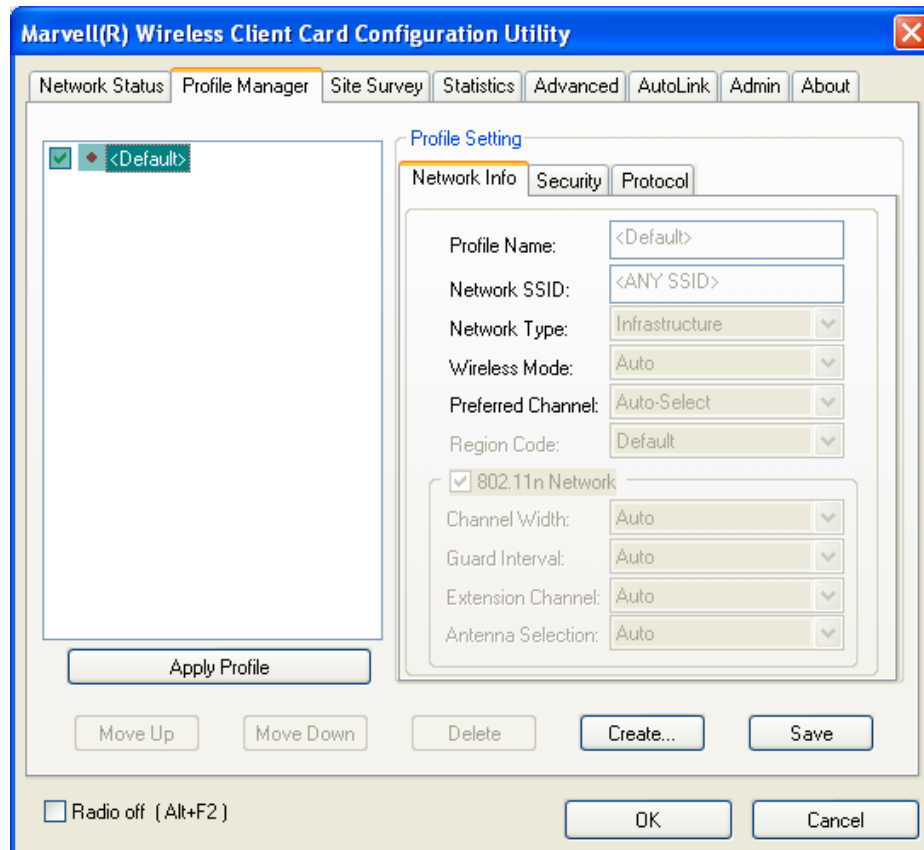 Marvell(R) Wireless Client Card Configuration Utility
Network Status Profile Manager Site Survey Statistics Advanced AutoLink Admin About
<Default>
Profile Setting
Network Info Security Protocol
Profile Name: <Default>
Network SSID: <ANY SSID>
Network Type: Infrastructure
Wireless Mode: Auto
Preferred Channel: Auto-Select
Region Code: Default
802.11n Network
Channel Width: Auto
Guard Interval: Auto
Extension Channel: Auto
Antenna Selection: Auto
Apply Profile
Move Up Move Down Delete Create... Save
Radio off ( Alt+F2 ) OK Cancel